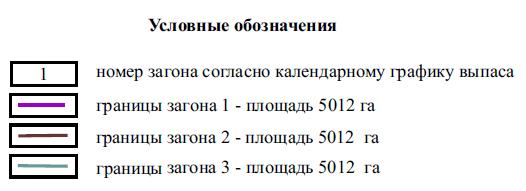 Условные обозначения
1 номер загона согласно календарному графику выпаса
границы загона 1 - площадь 5012 га
границы загона 2 - площадь 5012 га
границы загона 3 - площадь 5012 га